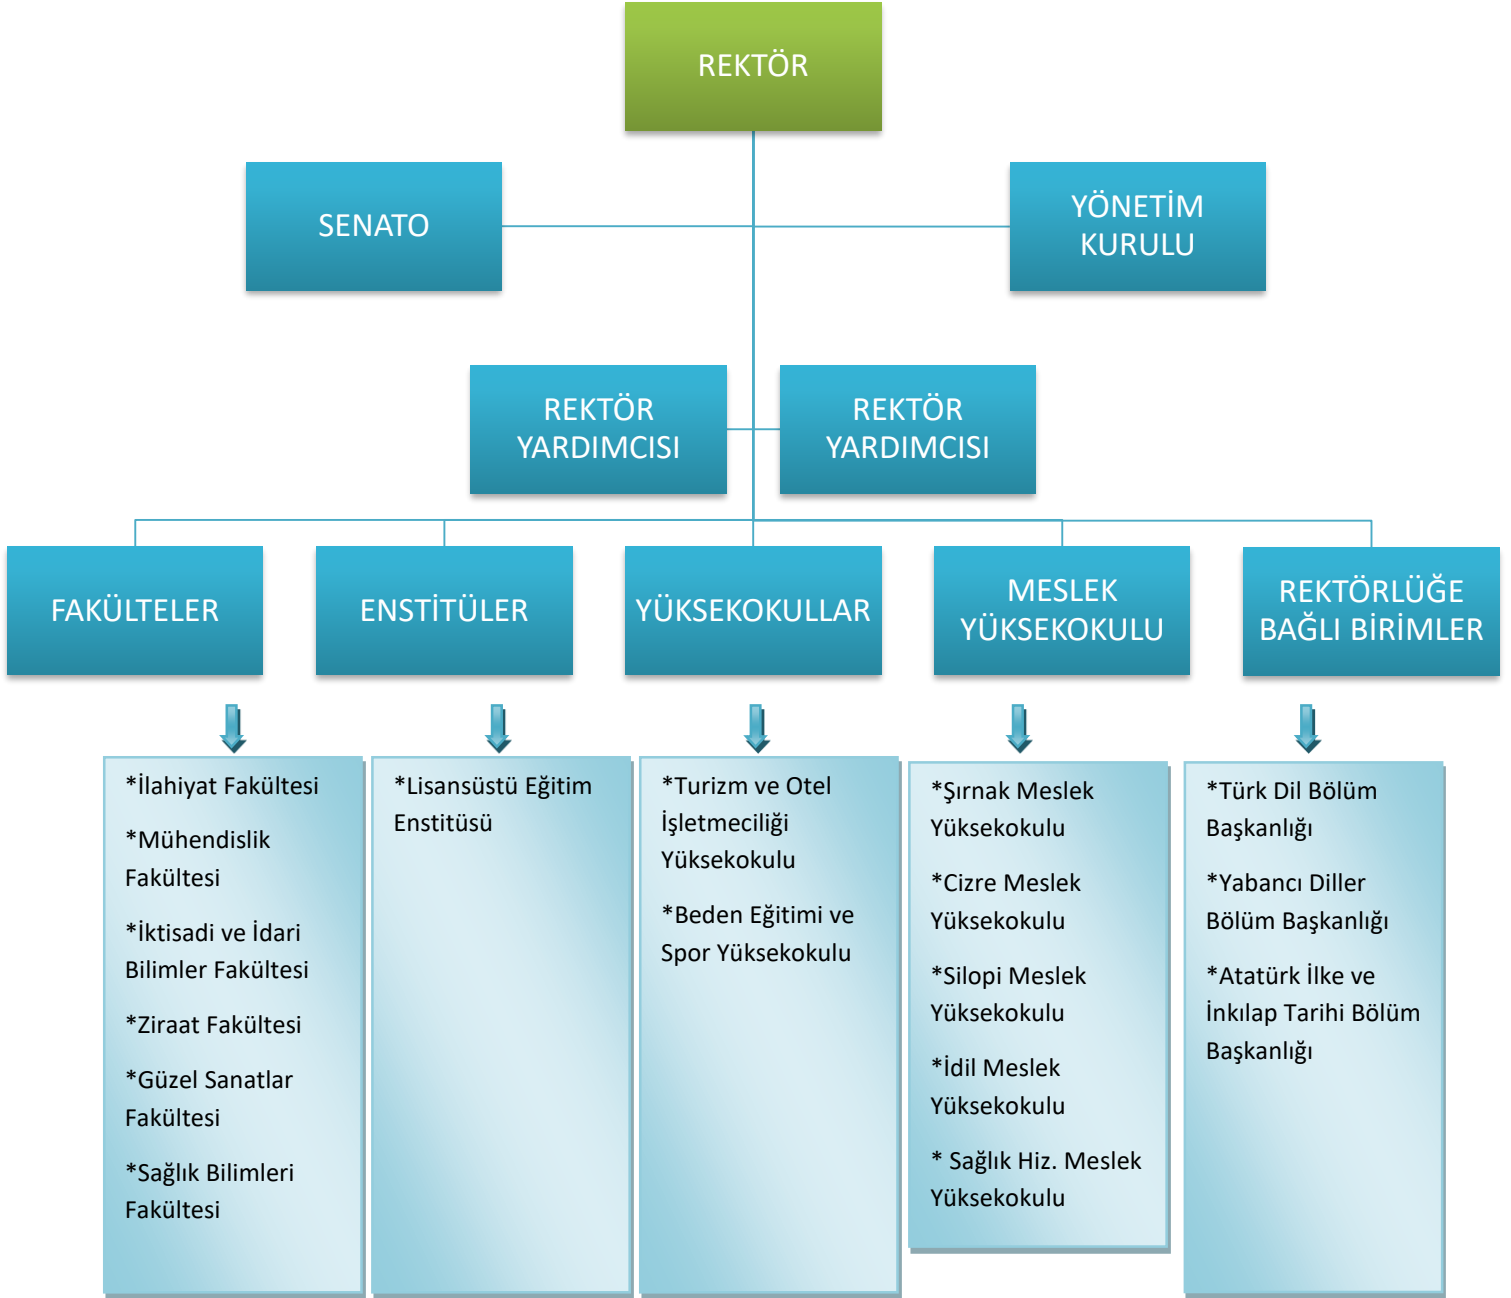 REKTÖR
SENATO
YÖNETİM
KURULU
REKTÖR
YARDIMCISI
REKTÖR
YARDIMCISI
FAKÜLTELER
ENSTİTÜLER
YÜKSEKOKULLAR
MESLEK
YÜKSEKOKULU
REKTÖRLÜĞE
BAĞLI BİRİMLER
*İlahiyat Fakültesi
*Mühendislik
Fakültesi
*İktisadi ve İdari
Bilimler Fakültesi
*Ziraat Fakültesi
*Güzel Sanatlar
Fakültesi
*Sağlık Bilimleri
Fakültesi
*Lisansüstü Eğitim
Enstitüsü
*Turizm ve Otel
İşletmeciliği
Yüksekokulu
*Beden Eğitimi ve
Spor Yüksekokulu
*Şırnak Meslek
Yüksekokulu
*Cizre Meslek
Yüksekokulu
*Silopi Meslek
Yüksekokulu
*İdil Meslek
Yüksekokulu
* Sağlık Hiz. Meslek
Yüksekokulu
*Türk Dil Bölüm
Başkanlığı
*Yabancı Diller
Bölüm Başkanlığı
*Atatürk İlke ve
İnkılap Tarihi Bölüm
Başkanlığı